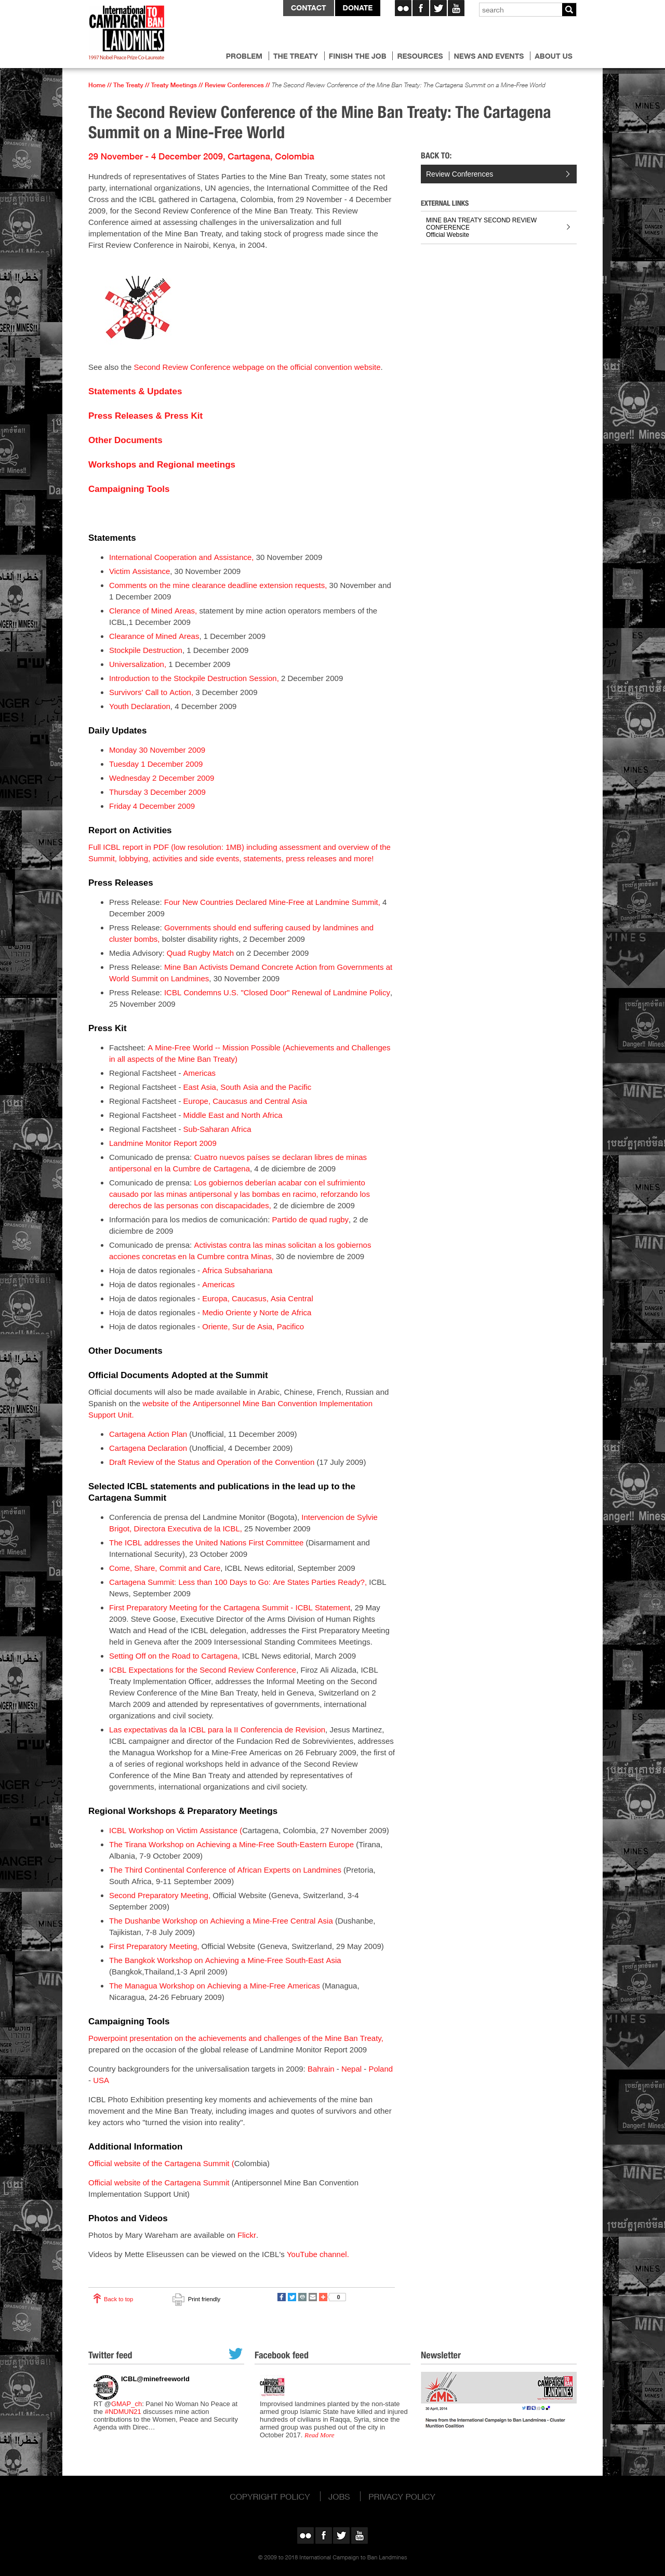 International
CAMPAIGN
TO BAN
LANDMINES
1997 Nobel Peace Prize Co-Laureate
CONTACT
DONATE
search
PROBLEM
THE TREATY
FINISH THE JOB
RESOURCES
NEWS AND EVENTS
ABOUT US
Home // The Treaty // Treaty Meetings // Review Conferences // The Second Review Conference of the Mine Ban Treaty: The Cartagena Summit on a Mine-Free World
The Second Review Conference of the Mine Ban Treaty: The Cartagena
Summit on a Mine-Free World
29 November - 4 December 2009, Cartagena, Colombia
Hundreds of representatives of States Parties to the Mine Ban Treaty, some states not
party, international organizations, UN agencies, the International Committee of the Red
Cross and the ICBL gathered in Cartagena, Colombia, from 29 November - 4 December
2009, for the Second Review Conference of the Mine Ban Treaty. This Review
Conference aimed at assessing challenges in the universalisation and full
implementation of the Mine Ban Treaty, and taking stock of progress made since the
First Review Conference in Nairobi, Kenya, in 2004.
BACK TO:
Review Conferences
EXTERNAL LINKS
MINE BAN TREATY SECOND REVIEW
CONFERENCE
Official Website
MISSION
POSSIBLE
See also the Second Review Conference webpage on the official convention website.
Statements & Updates
Press Releases & Press Kit
Other Documents
Workshops and Regional meetings
Campaigning Tools
Statements
International Cooperation and Assistance, 30 November 2009
Victim Assistance, 30 November 2009
Comments on the mine clearance deadline extension requests, 30 November and
1 December 2009
Clerance of Mined Areas, statement by mine action operators members of the
ICBL,1 December 2009
Clearance of Mined Areas, 1 December 2009
Stockpile Destruction, 1 December 2009
Universalization, 1 December 2009
Introduction to the Stockpile Destruction Session, 2 December 2009
Survivors' Call to Action, 3 December 2009
Youth Declaration, 4 December 2009
Daily Updates
Monday 30 November 2009
Tuesday 1 December 2009
Wednesday 2 December 2009
Thursday 3 December 2009
Friday 4 December 2009
Report on Activities
Full ICBL report in PDF (low resolution: 1MB) including assessment and overview of the
Summit, lobbying, activities and side events, statements, press releases and more!
Press Releases
Press Release: Four New Countries Declared Mine-Free at Landmine Summit, 4
December 2009
Press Release: Governments should end suffering caused by landmines and
cluster bombs, bolster disability rights, 2 December 2009
Media Advisory: Quad Rugby Match on 2 December 2009
Press Release: Mine Ban Activists Demand Concrete Action from Governments at
World Summit on Landmines, 30 November 2009
Press Release: ICBL Condemns U.S. "Closed Door" Renewal of Landmine Policy,
25 November 2009
Press Kit
Factsheet: A Mine-Free World -- Mission Possible (Achievements and Challenges
in all aspects of the Mine Ban Treaty)
Regional Factsheet - Americas
Regional Factsheet - East Asia, South Asia and the Pacific
Regional Factsheet - Europe, Caucasus and Central Asia
Regional Factsheet - Middle East and North Africa
Regional Factsheet - Sub-Saharan Africa
Landmine Monitor Report 2009
Comunicado de prensa: Cuatro nuevos países se declaran libres de minas
antipersonal en la Cumbre de Cartagena, 4 de diciembre de 2009
Comunicado de prensa: Los gobiernos deberían acabar con el sufrimiento
causado por las minas antipersonal y las bombas en racimo, reforzando los
derechos de las personas con discapacidades, 2 de diciembre de 2009
Información para los medios de comunicación: Partido de quad rugby, 2 de
diciembre de 2009
Comunicado de prensa: Activistas contra las minas solicitan a los gobiernos
acciones concretas en la Cumbre contra Minas, 30 de noviembre de 2009
Hoja de datos regionales - Africa Subsahariana
Hoja de datos regionales - Americas
Hoja de datos regionales - Europa, Caucasus, Asia Central
Hoja de datos regionales - Medio Oriente y Norte de Africa
Hoja de datos regionales - Oriente, Sur de Asia, Pacifico
Other Documents
Official Documents Adopted at the Summit
Official documents will also be made available in Arabic, Chinese, French, Russian and
Spanish on the website of the Antipersonnel Mine Ban Convention Implementation
Support Unit.
Cartagena Action Plan (Unofficial, 11 December 2009)
Cartagena Declaration (Unofficial, 4 December 2009)
Draft Review of the Status and Operation of the Convention (17 July 2009)
Selected ICBL statements and publications in the lead up to the
Cartagena Summit
Conferencia de prensa del Landmine Monitor (Bogota), Intervencion de Sylvie
Brigot, Directora Executiva de la ICBL, 25 November 2009
The ICBL addresses the United Nations First Committee (Disarmament and
International Security), 23 October 2009
Come, Share, Commit and Care, ICBL News editorial, September 2009
Cartagena Summit: Less than 100 Days to Go: Are States Parties Ready?, ICBL
News, September 2009
First Preparatory Meeting for the Cartagena Summit - ICBL Statement, 29 May
2009. Steve Goose, Executive Director of the Arms Division of Human Rights
Watch and Head of the ICBL delegation, addresses the First Preparatory Meeting
held in Geneva after the 2009 Intersessional Standing Committees Meetings.
Setting Off on the Road to Cartagena, ICBL News editorial, March 2009
ICBL Expectations for the Second Review Conference, Firoz Ali Alizada, ICBL
Treaty Implementation Officer, addresses the Informal Meeting on the Second
Review Conference of the Mine Ban Treaty, held in Geneva, Switzerland on 2
March 2009 and attended by representatives of governments, international
organizations and civil society.
Las expectativas da la ICBL para la II Conferencia de Revision, Jesus Martinez,
ICBL campaigner and director of the Fundacion Red de Sobrevivientes, addresses
the Managua Workshop for a Mine-Free Americas on 26 February 2009, the first of
a of series of regional workshops held in advance of the Second Review
Conference of the Mine Ban Treaty and attended by representatives of
governments, international organizations and civil society.
Regional Workshops & Preparatory Meetings
ICBL Workshop on Victim Assistance (Cartagena, Colombia, 27 November 2009)
The Tirana Workshop on Achieving a Mine-Free South-Eastern Europe (Tirana,
Albania, 7-9 October 2009)
The Third Continental Conference of African Experts on Landmines (Pretoria,
South Africa, 9-11 September 2009)
Second Preparatory Meeting, Official Website (Geneva, Switzerland, 3-4
September 2009)
The Dushanbe Workshop on Achieving a Mine-Free Central Asia (Dushanbe,
Tajikistan, 7-8 July 2009)
First Preparatory Meeting, Official Website (Geneva, Switzerland, 29 May 2009)
The Bangkok Workshop on Achieving a Mine-Free South-East Asia
(Bangkok,Thailand,1-3 April 2009)
The Managua Workshop on Achieving a Mine-Free Americas (Managua,
Nicaragua, 24-26 February 2009)
Campaigning Tools
Powerpoint presentation on the achievements and challenges of the Mine Ban Treaty,
prepared on the occasion of the global release of Landmine Monitor Report 2009
Country backgrounders for the universalisation targets in 2009: Bahrain - Nepal - Poland
- USA
ICBL Photo Exhibition presenting key moments and achievements of the mine ban
movement and the Mine Ban Treaty, including images and quotes of survivors and other
key actors who "turned the vision into reality".
Additional Information
Official website of the Cartagena Summit (Colombia)
Official website of the Cartagena Summit (Antipersonnel Mine Ban Convention
Implementation Support Unit)
Photos and Videos
Photos by Mary Wareham are available on Flickr.
Videos by Mette Eliseussen can be viewed on the ICBL's YouTube channel.
Back to top
Print friendly
0
Twitter feed
Facebook feed
Newsletter
ICBL@minefreeworld
RT @GMAP_ch: Panel No Woman No Peace at
the #NDMUN21 discusses mine action
contributions to the Women, Peace and Security
Agenda with Direc…
Improvised landmines planted by the non-state
armed group Islamic State have killed and injured
hundreds of civilians in Raqqa, Syria, since the
armed group was pushed out of the city in
October 2017. Read More
CMC
30 April, 2014
News from the International Campaign to Ban Landmines - Cluster
Munition Coalition
COPYRIGHT POLICY
JOBS
PRIVACY POLICY
© 2009 to 2018 International Campaign to Ban Landmines